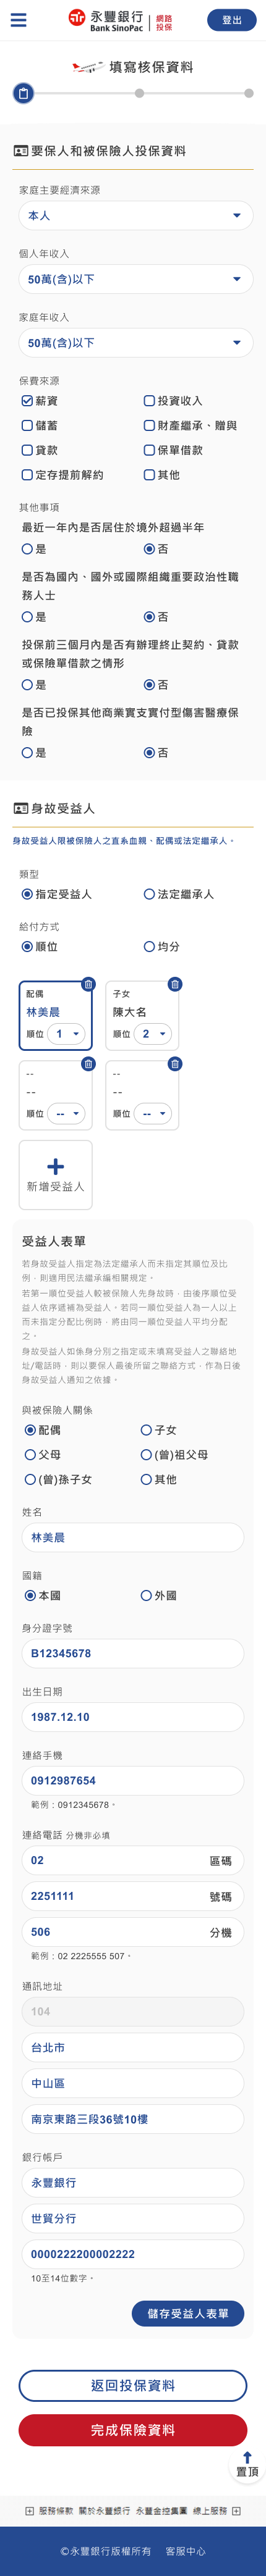 永豐銀行
Bank SinoPac
網路
投保
登出
填寫核保資料
要保人和被保險人投保資料
家庭主要經濟來源
本人
個人年收入
50萬(含)以下
家庭年收入
50萬(含)以下
保費來源
薪資 投資收入
儲蓄 財產繼承、贈與
貸款 保單借款
定存提前解約 其他
其他事項
最近一年內是否居住於境外超過半年
是 否
是否為國內、國外或國際組織重要政治性職
務人士
是 否
投保前三個月內是否有辦理終止契約、貸款
或保險單借款之情形
是 否
是否已投保其他商業實支實付型傷害醫療保
險
是 否
身故受益人
身故受益人限被保險人之直系血親、配偶或法定繼承人。
類型
指定受益人 法定繼承人
給付方式
順位 均分
配偶
林美晨
順位 1
子女
陳大名
順位 2
--
--
順位 --
--
--
順位 --
新增受益人
受益人表單
若身故受益人指定為法定繼承人而未指定其順位及比
例，則適用民法繼承編相關規定。
若第一順位受益人較被保險人先身故時，由後序順位受
益人依序遞補為受益人。若同一順位受益人為一人以上
而未指定分配比例時，將由同一順位受益人平均分配
之。
身故受益人如係身分別之指定或未填寫受益人之聯絡地
址/電話時，則以要保人最後所留之聯絡方式，作為日後
身故受益人通知之依據。
與被保險人關係
配偶 子女
父母 (曾)祖父母
(曾)孫子女 其他
姓名
林美晨
國籍
本國 外國
身分證字號
B12345678
出生日期
1987.12.10
連絡手機
0912987654
範例：0912345678。
連絡電話 分機非必填
02 區碼
2251111 號碼
506 分機
範例：02 2225555 507。
通訊地址
104
台北市
中山區
南京東路三段36號10樓
銀行帳戶
永豐銀行
世貿分行
0000222200002222
10至14位數字。
儲存受益人表單
返回投保資料
完成保險資料
置頂
服務條款 關於永豐銀行 永豐金控集團 線上服務
©永豐銀行版權所有 客服中心